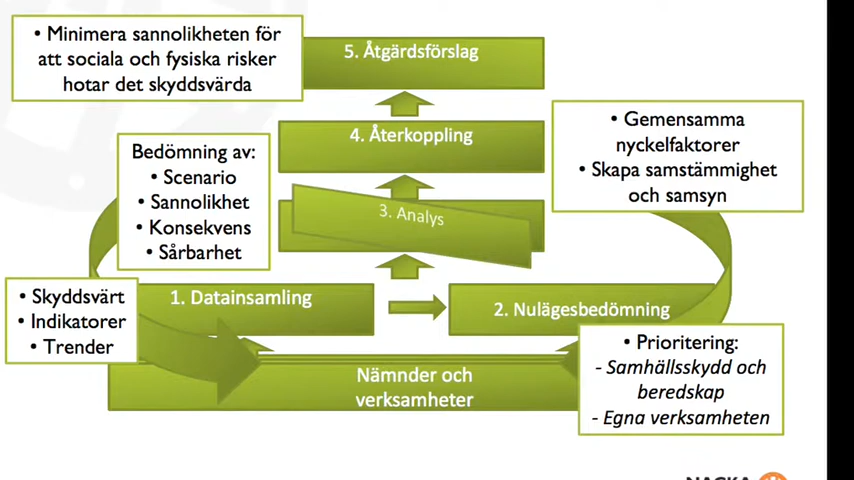 • Minimera sannolikheten för
att sociala och fysiska risker
hotar det skyddsvärda
5. Åtgärdsförslag
4. Återkoppling
• Gemensamma
nyckelfaktorer
• Skapa samstämmighet
och samsyn
Bedömning av:
• Scenario
• Sannolikhet
• Konsekvens
• Sårbarhet
3. Analys
• Skyddsvärt
• Indikatorer
• Trender
1. Datainsamling
2. Nulägesbedömning
• Prioritering:
- Samhällsskydd och
beredskap
- Egna verksamheten
Nämnder och
verksamheter
NACKA